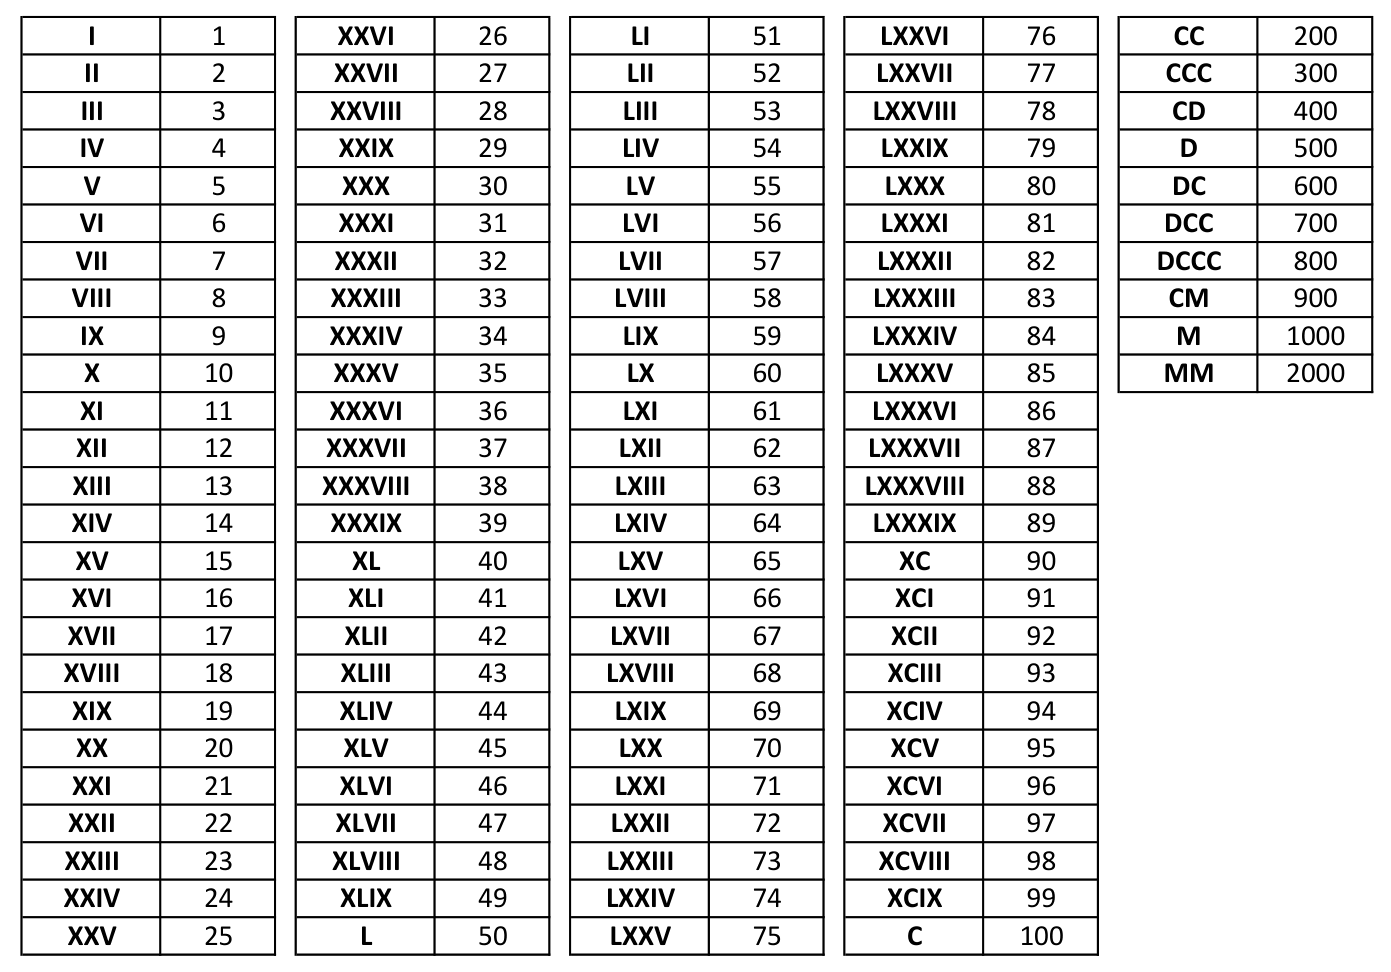 I 1
II 2
III 3
IV 4
V 5
VI 6
VII 7
VIII 8
IX 9
X 10
XI 11
XII 12
XIII 13
XIV 14
XV 15
XVI 16
XVII 17
XVIII 18
XIX 19
XX 20
XXI 21
XXII 22
XXIII 23
XXIV 24
XXV 25
XXVI 26
XXVII 27
XXVIII 28
XXIX 29
XXX 30
XXXI 31
XXXII 32
XXXIII 33
XXXIV 34
XXXV 35
XXXVI 36
XXXVII 37
XXXVIII 38
XXXIX 39
XL 40
XLI 41
XLII 42
XLIII 43
XLIV 44
XLV 45
XLVI 46
XLVII 47
XLVIII 48
XLIX 49
L 50
LI 51
LII 52
LIII 53
LIV 54
LV 55
LVI 56
LVII 57
LVIII 58
LIX 59
LX 60
LXI 61
LXII 62
LXIII 63
LXIV 64
LXV 65
LXVI 66
LXVII 67
LXVIII 68
LXIX 69
LXX 70
LXXI 71
LXXII 72
LXXIII 73
LXXIV 74
LXXV 75
LXXVI 76
LXXVII 77
LXXVIII 78
LXXIX 79
LXXX 80
LXXXI 81
LXXXII 82
LXXXIII 83
LXXXIV 84
LXXXV 85
LXXXVI 86
LXXXVII 87
LXXXVIII 88
LXXXIX 89
XC 90
XCI 91
XCII 92
XCIII 93
XCIV 94
XCV 95
XCVI 96
XCVII 97
XCVIII 98
XCIX 99
C 100
CC 200
CCC 300
CD 400
D 500
DC 600
DCC 700
DCCC 800
CM 900
M 1000
MM 2000